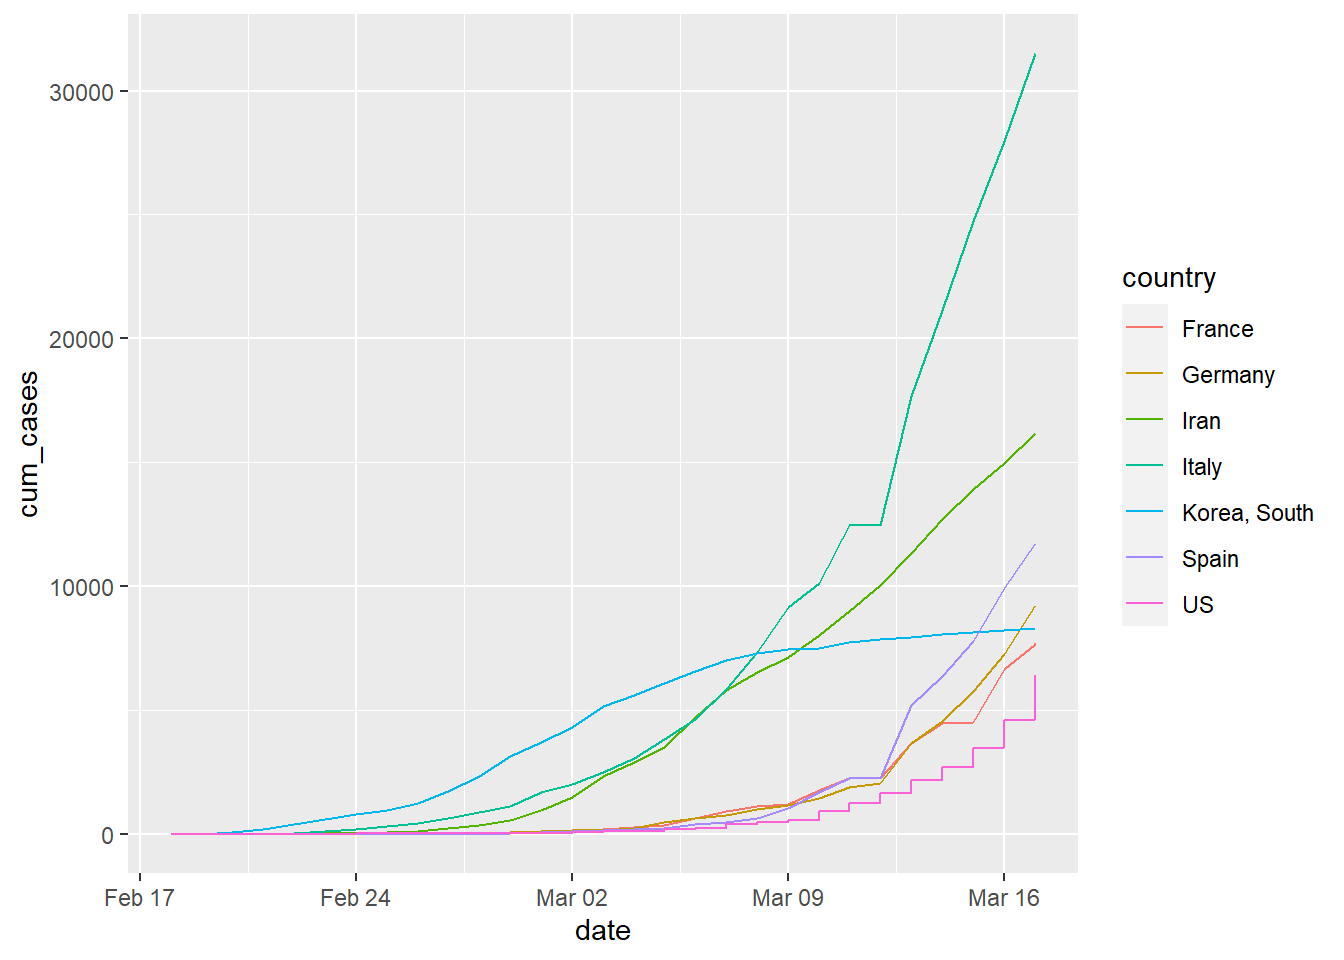 30000
20000
10000
0
cum_cases
Feb 17
Feb 24
Mar 02
Mar 09
Mar 16
date
country
France
Germany
Iran
Italy
Korea, South
Spain
US